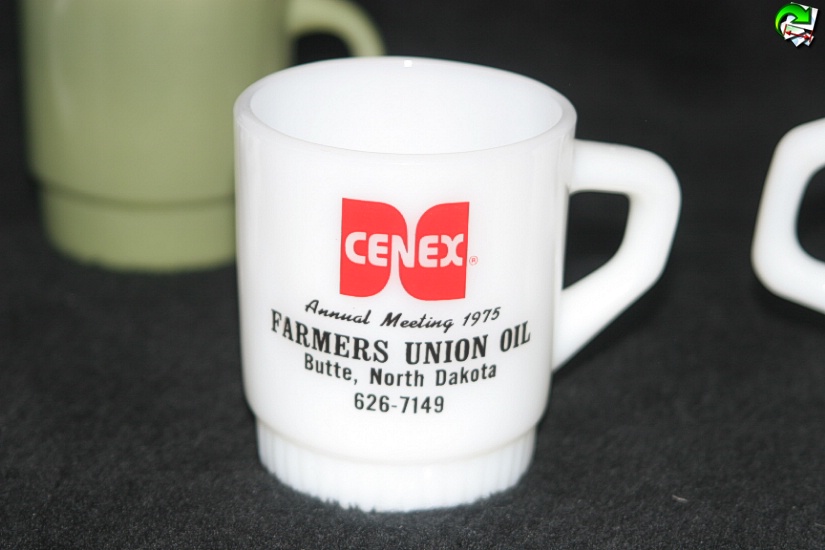 CENEX®
Annual Meeting 1975
FARMERS UNION OIL
Butte, North Dakota
626-7149